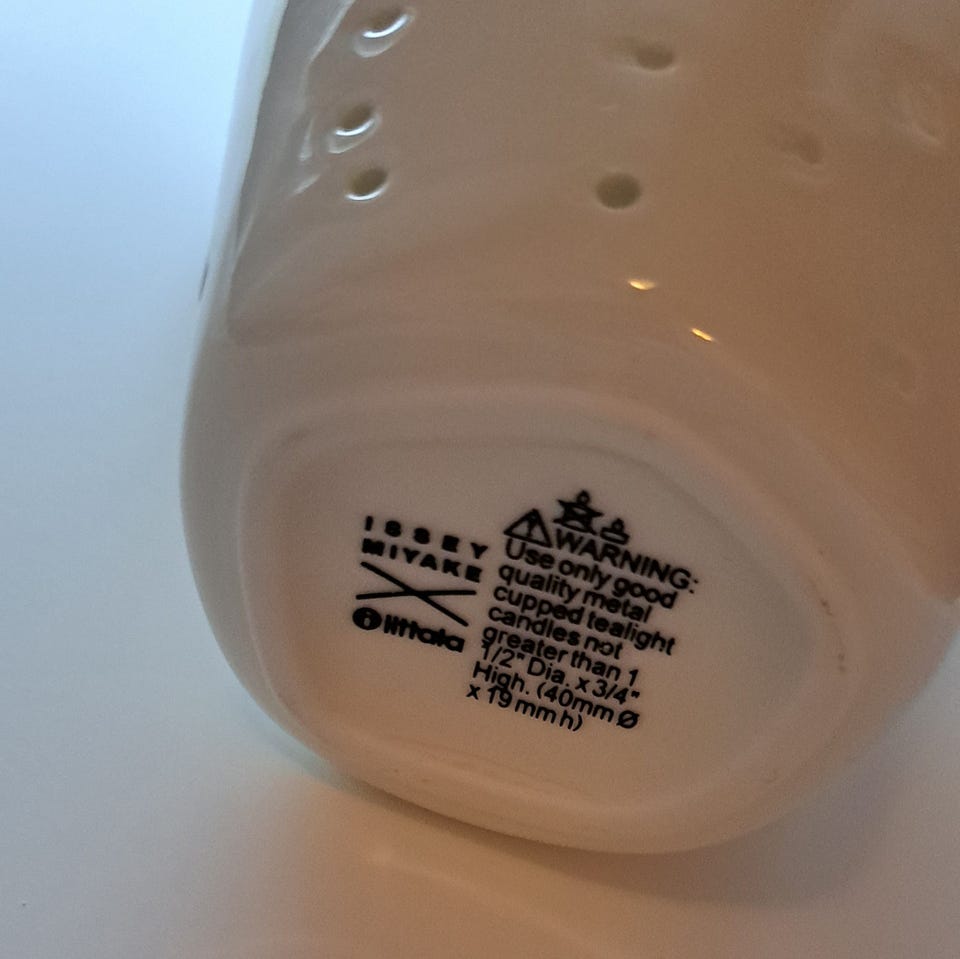 ISSEY
MIYAKE
iittala
WARNING:
Use only good
quality metal
cupped tealight
candles not
greater than 1
1/2" Dia. x 3/4"
High. (40mm Ø
x 19 mm h)